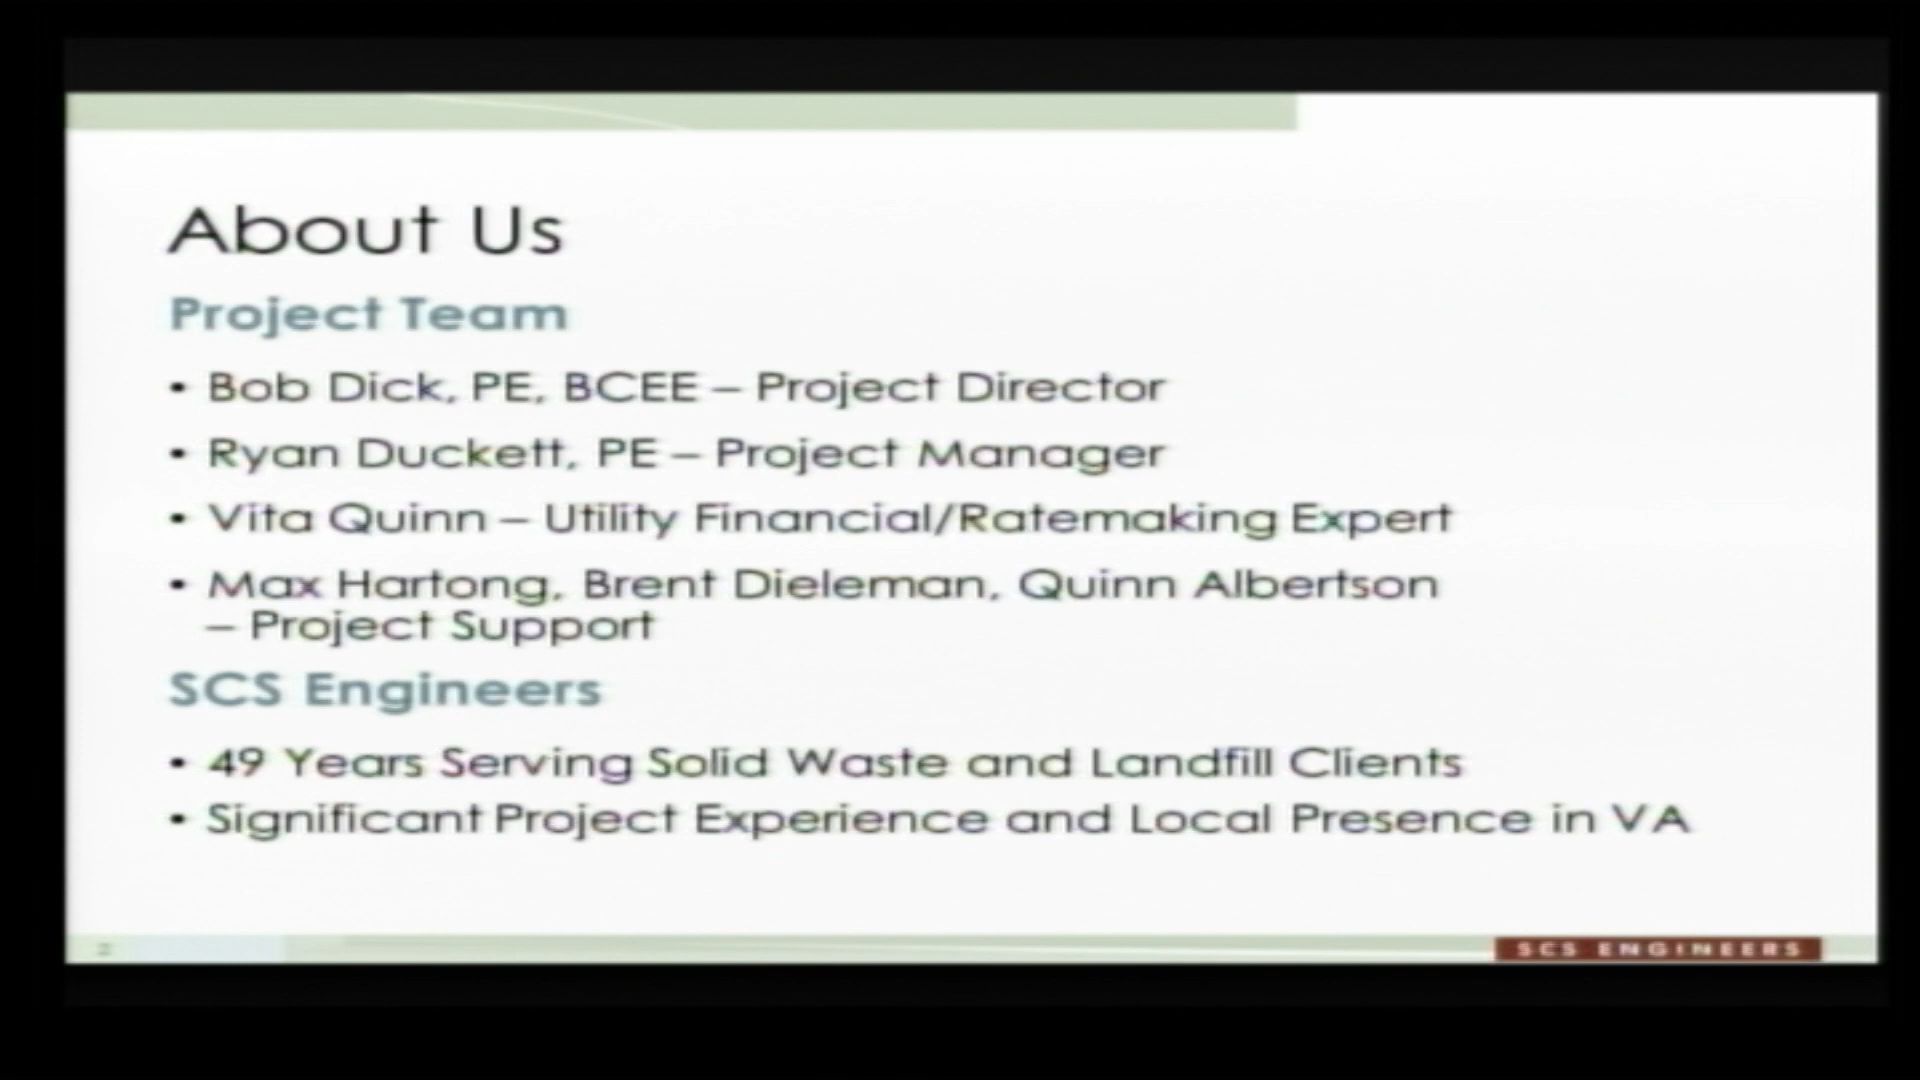 About Us
Project Team
• Bob Dick, PE, BCEE – Project Director
• Ryan Duckett, PE – Project Manager
• Vita Quinn – Utility Financial/Ratemaking Expert
• Max Hartong, Brent Dieleman, Quinn Albertson
– Project Support
SCS Engineers
• 49 Years Serving Solid Waste and Landfill Clients
• Significant Project Experience and Local Presence in VA
2
SCS ENGINEERS